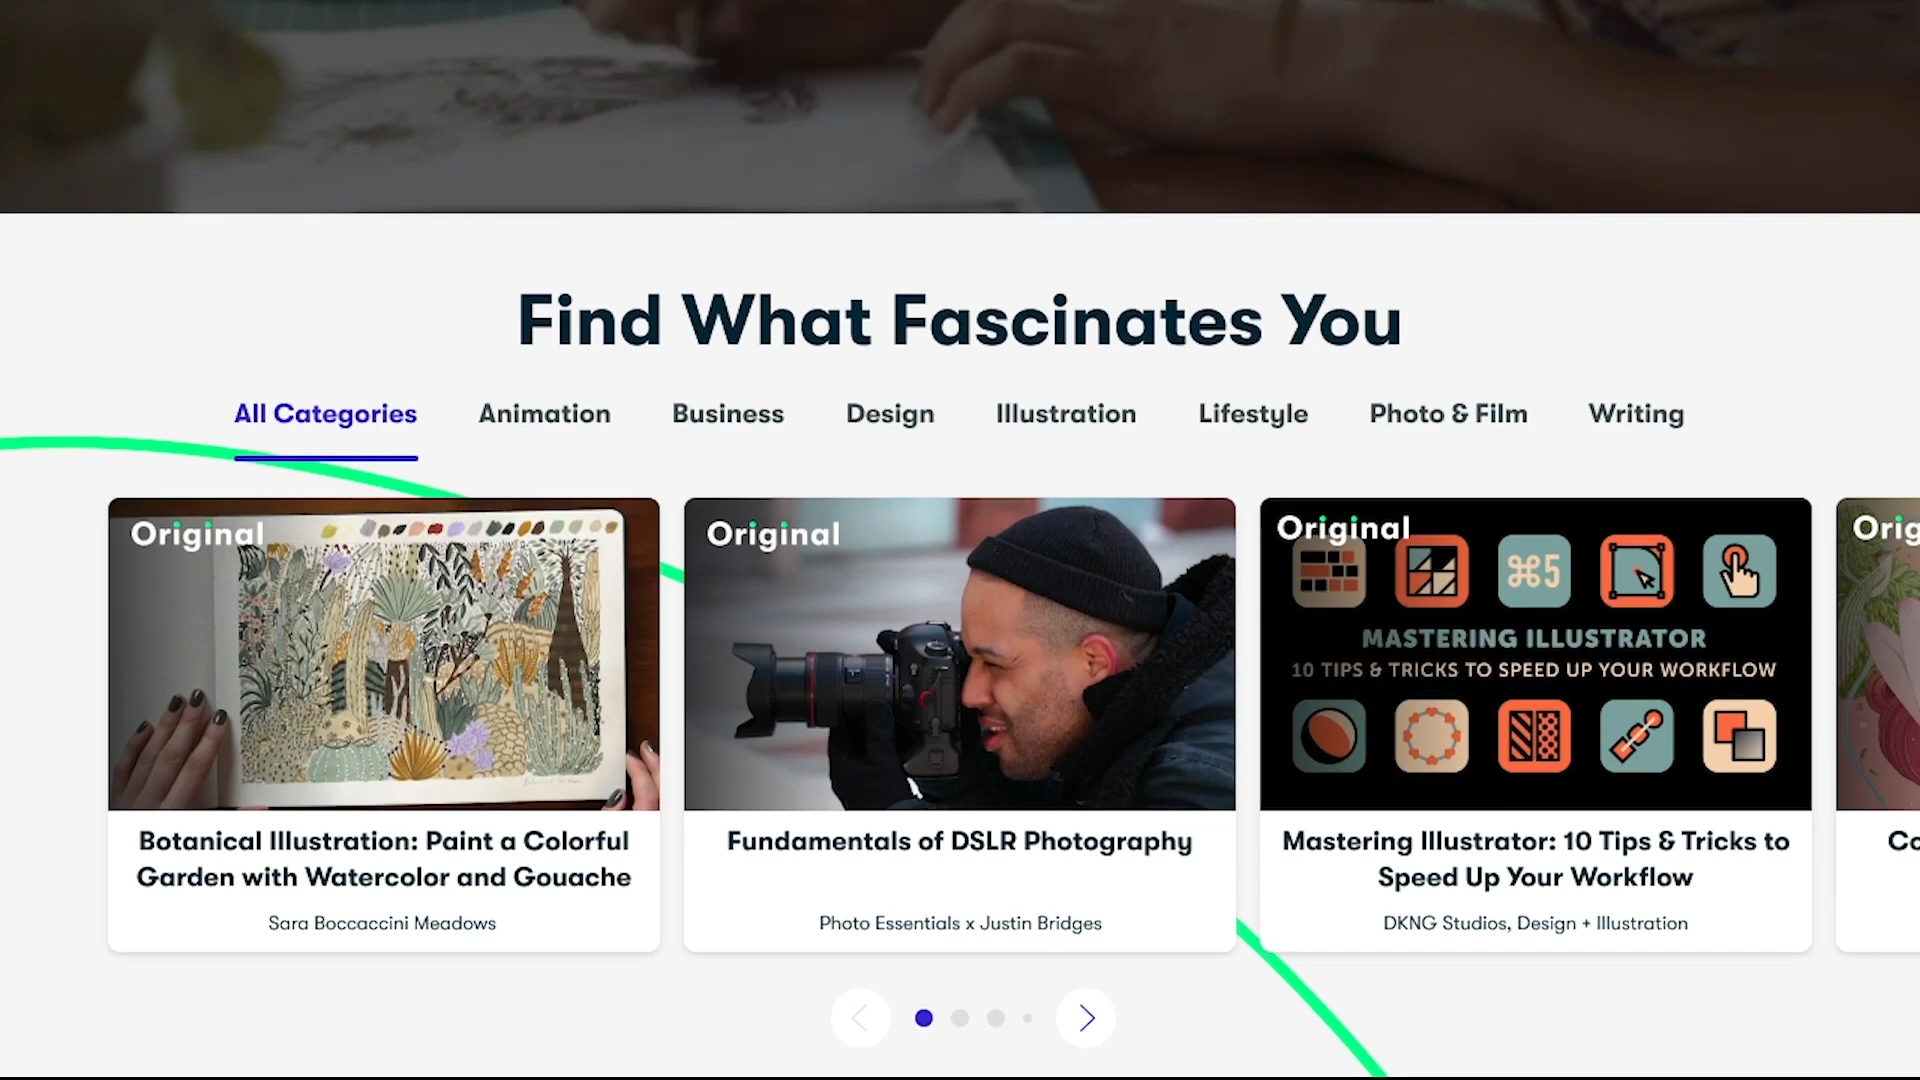 Find What Fascinates You
All Categories Animation Business Design Illustration Lifestyle Photo & Film Writing
Original
Original
Original
⌘5
MASTERING ILLUSTRATOR
10 TIPS & TRICKS TO SPEED UP YOUR WORKFLOW
Botanical Illustration: Paint a Colorful
Garden with Watercolor and Gouache
Sara Boccaccini Meadows
Fundamentals of DSLR Photography
Photo Essentials x Justin Bridges
Mastering Illustrator: 10 Tips & Tricks to
Speed Up Your Workflow
DKNG Studios, Design + Illustration